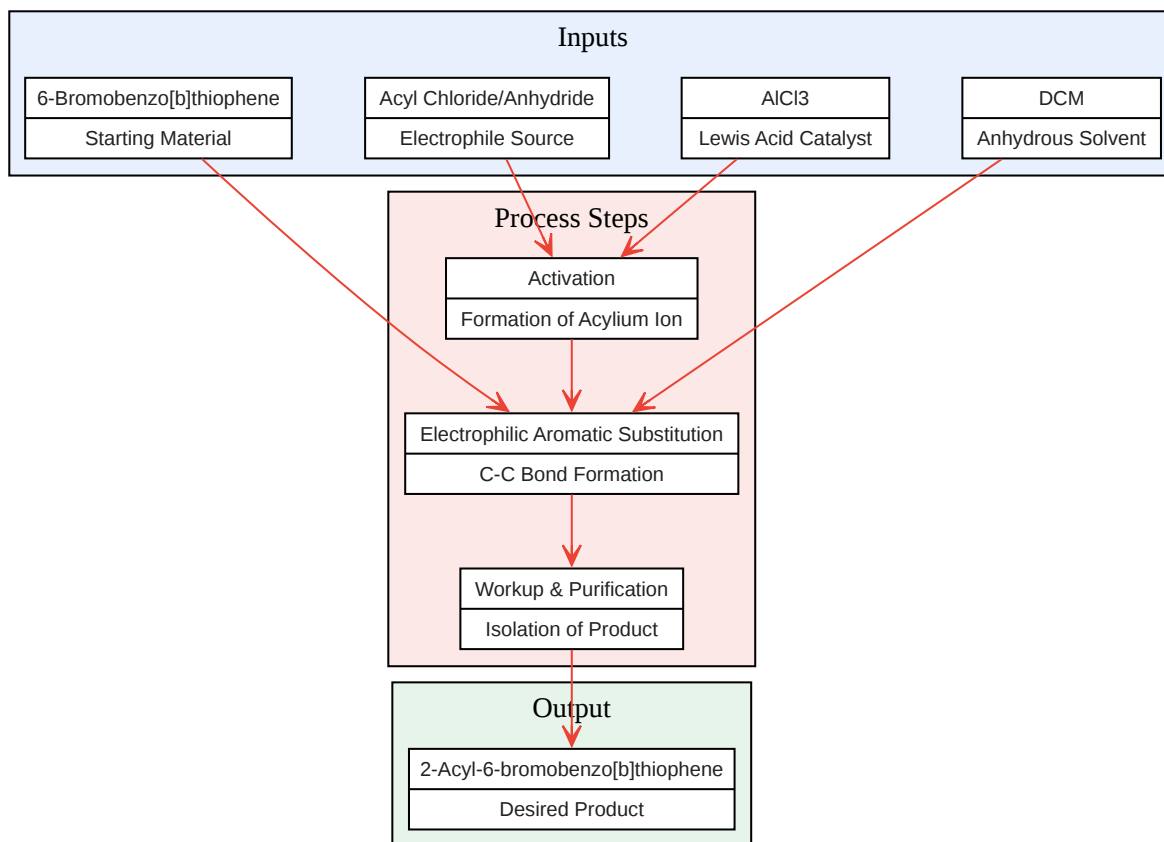 Inputs
6-Bromobenzo[b]thiophene
Starting Material
Acyl Chloride/Anhydride
Electrophile Source
AlCl3
Lewis Acid Catalyst
DCM
Anhydrous Solvent
Process Steps
Activation
Formation of Acylium Ion
Electrophilic Aromatic Substitution
C-C Bond Formation
Workup & Purification
Isolation of Product
Output
2-Acyl-6-bromobenzo[b]thiophene
Desired Product